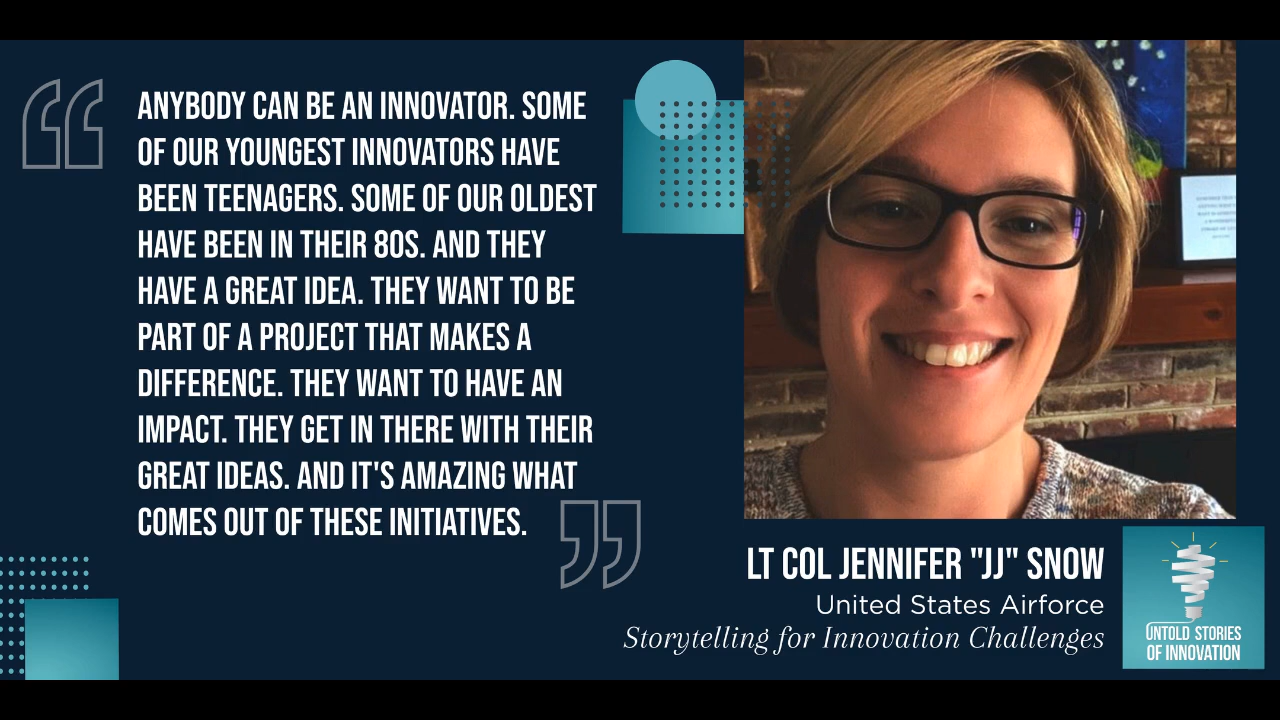 ANYBODY CAN BE AN INNOVATOR. SOME
OF OUR YOUNGEST INNOVATORS HAVE
BEEN TEENAGERS. SOME OF OUR OLDEST
HAVE BEEN IN THEIR 80S. AND THEY
HAVE A GREAT IDEA. THEY WANT TO BE
PART OF A PROJECT THAT MAKES A
DIFFERENCE. THEY WANT TO HAVE AN
IMPACT. THEY GET IN THERE WITH THEIR
GREAT IDEAS. AND IT'S AMAZING WHAT
COMES OUT OF THESE INITIATIVES.
LT COL JENNIFER "JJ" SNOW
United States Airforce
Storytelling for Innovation Challenges
UNTOLD STORIES
OF INNOVATION